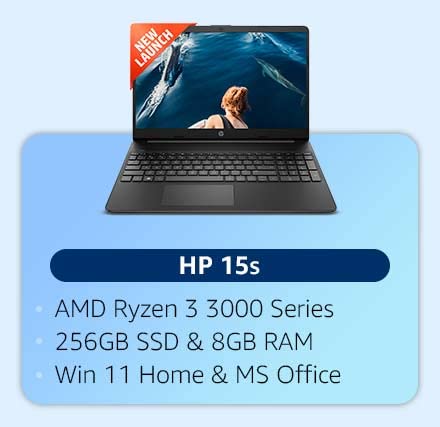 NEW
LAUNCH
HP 15s
AMD Ryzen 3 3000 Series
256GB SSD & 8GB RAM
Win 11 Home & MS Office